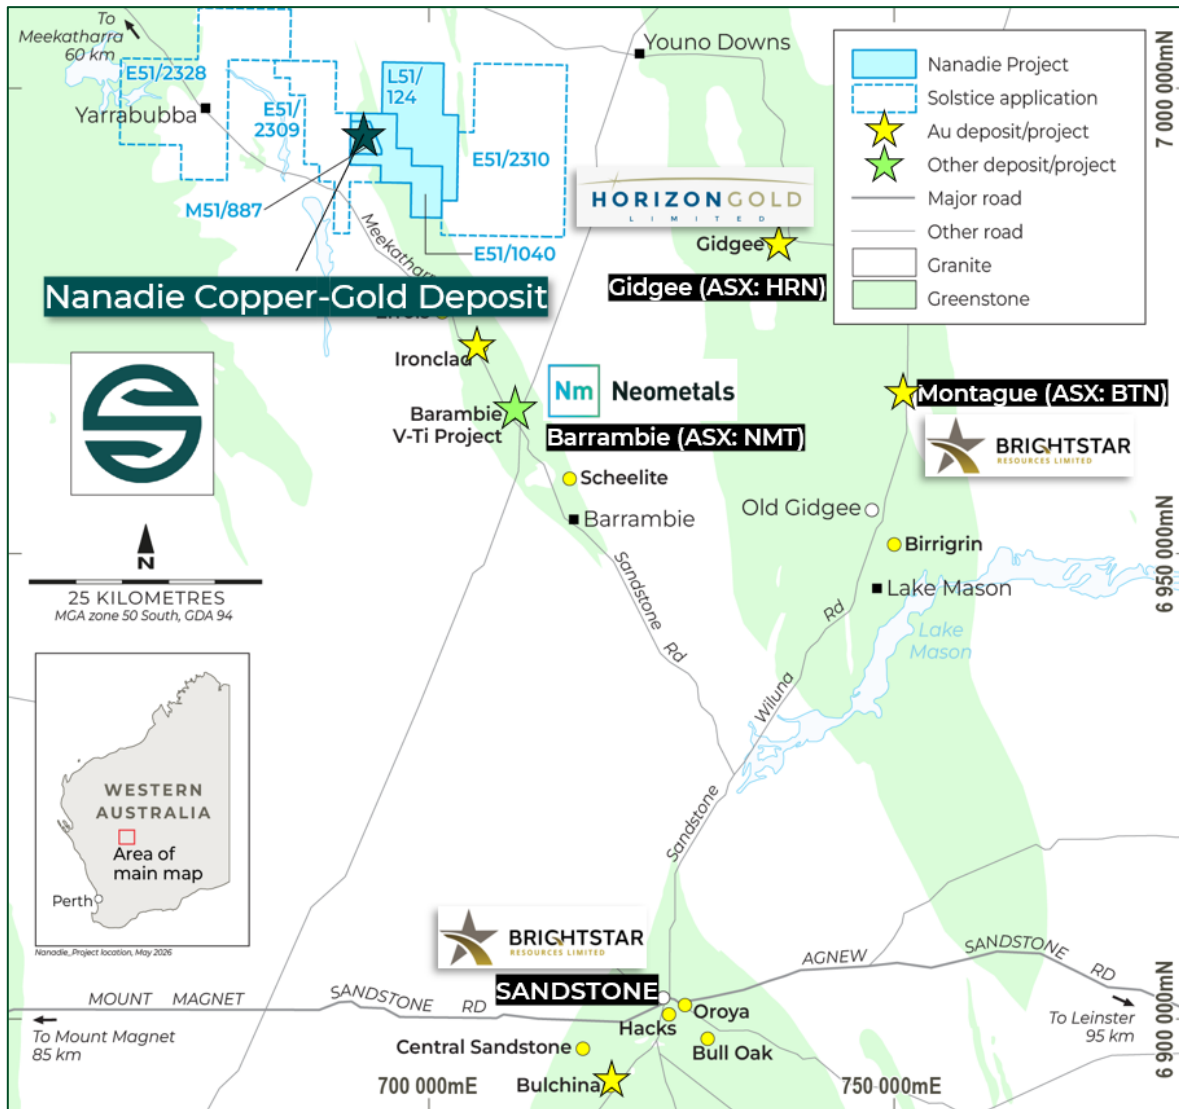 To
Meekatharra
60 km
E51/2328
Yarrabubba
E51/
2309
L51/
124
E51/2310
M51/887
E51/1040
Meekatharra
Youno Downs
Nanadie Project
Solstice application
Au deposit/project
Other deposit/project
Major road
Other road
Granite
Greenstone
7 000 000mN
HORIZON GOLD
LIMITED
Gidgee
Gidgee (ASX: HRN)
Nanadie Copper-Gold Deposit
Errols
Ironclad
Barambie
V-Ti Project
Nm Neometals
Barrambie (ASX: NMT)
Montague (ASX: BTN)
BRIGHTSTAR
RESOURCES LIMITED
Scheelite
Barrambie
Old Gidgee
Birrigrin
Lake Mason
Lake
Mason
6 950 000mN
N
25 KILOMETRES
MGA zone 50 South, GDA 94
Sandstone Rd
Sandstone Wiluna Rd
WESTERN
AUSTRALIA
Area of
main map
Perth
Nanadie_Project location, May 2026
BRIGHTSTAR
RESOURCES LIMITED
SANDSTONE
MOUNT MAGNET SANDSTONE RD
AGNEW SANDSTONE RD
To Mount Magnet
85 km
To Leinster
95 km
Oroya
Hacks
Bull Oak
Central Sandstone
Bulchina
700 000mE
750 000mE
6 900 000mN